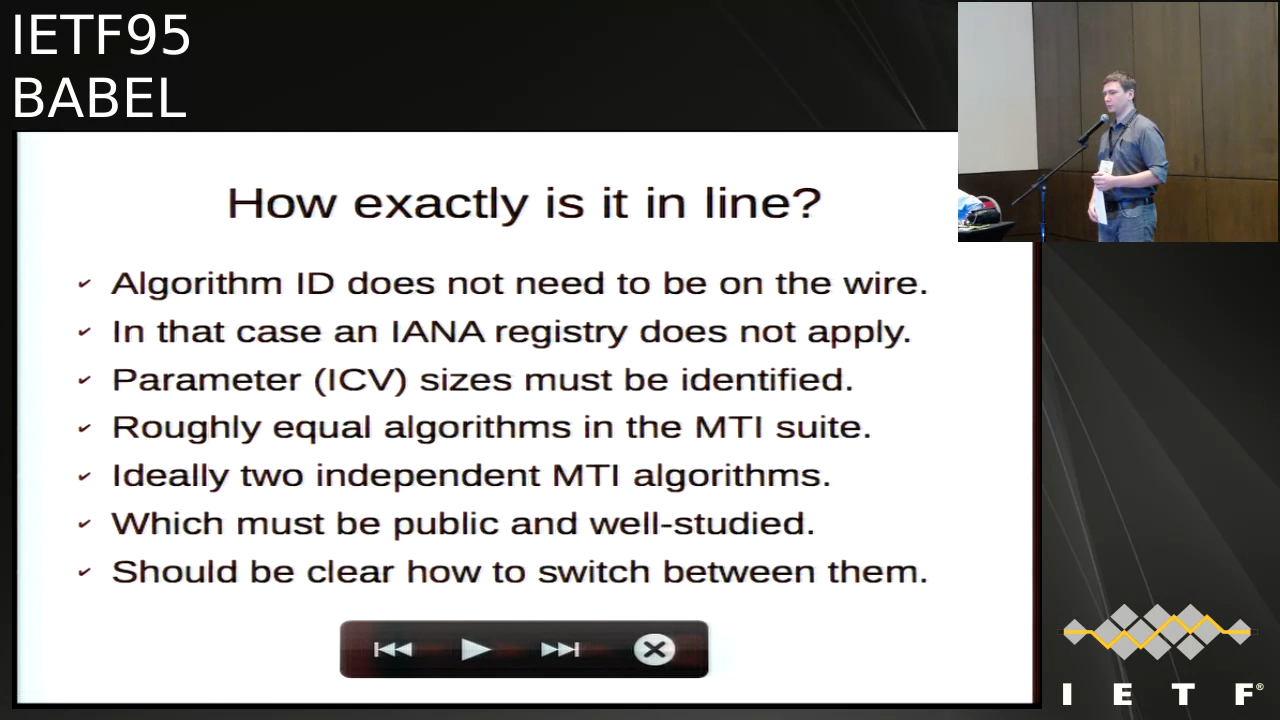 IETF95
BABEL
How exactly is it in line?
✔ Algorithm ID does not need to be on the wire.
✔ In that case an IANA registry does not apply.
✔ Parameter (ICV) sizes must be identified.
✔ Roughly equal algorithms in the MTI suite.
✔ Ideally two independent MTI algorithms.
✔ Which must be public and well-studied.
✔ Should be clear how to switch between them.
I E T F®